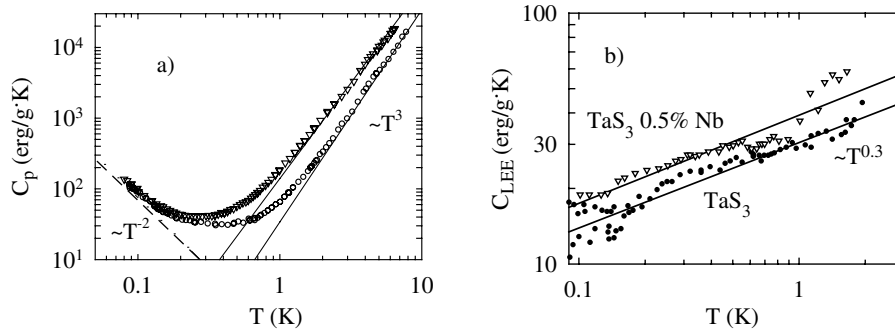 a)
C_p (erg/g·K)
10^4
10^3
10^2
10^1
~T^3
~T^-2
0.1 1 10
T (K)
b)
C_LEE (erg/g·K)
100
30
10
TaS_3 0.5% Nb
TaS_3
~T^0.3
0.1 1
T (K)